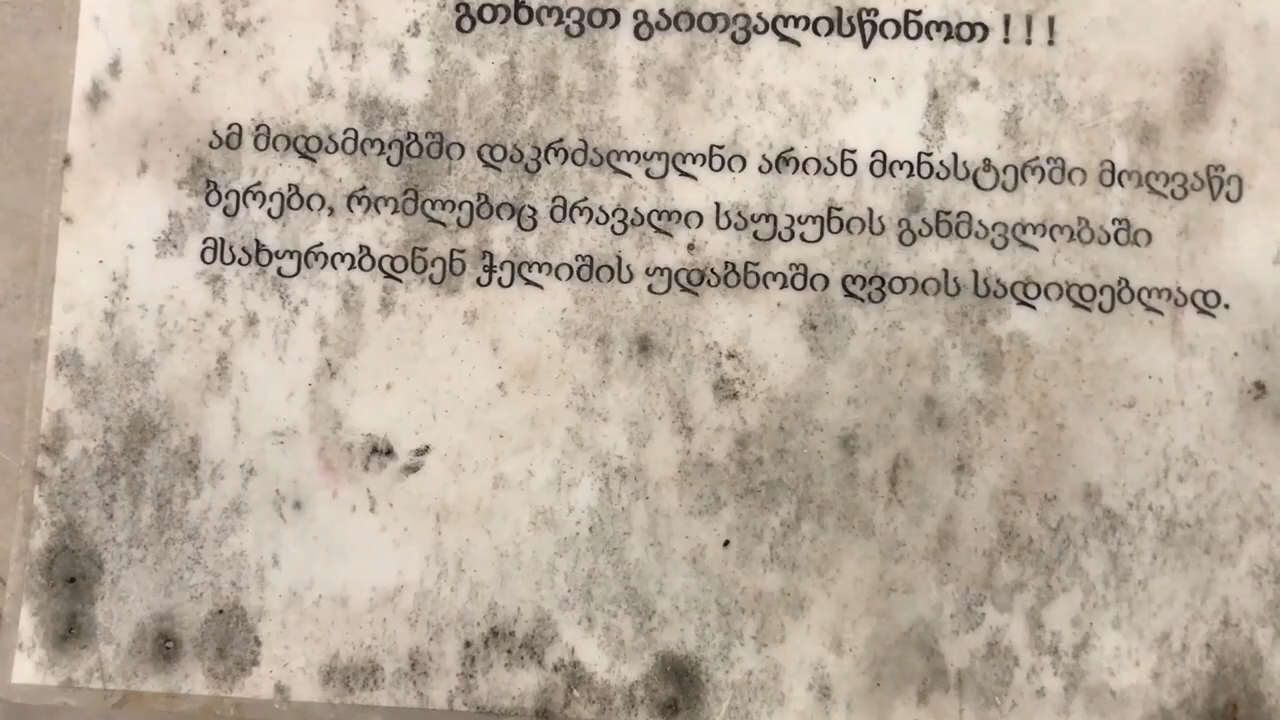 გთხოვთ გაითვალისწინოთ ! ! !
ამ მიდამოებში დაკრძალულნი არიან მონასტერში მოღვაწე
ბერები, რომლებიც მრავალი საუკუნის განმავლობაში
მსახურობდნენ ჭელიშის უდაბნოში ღვთის სადიდებლად.